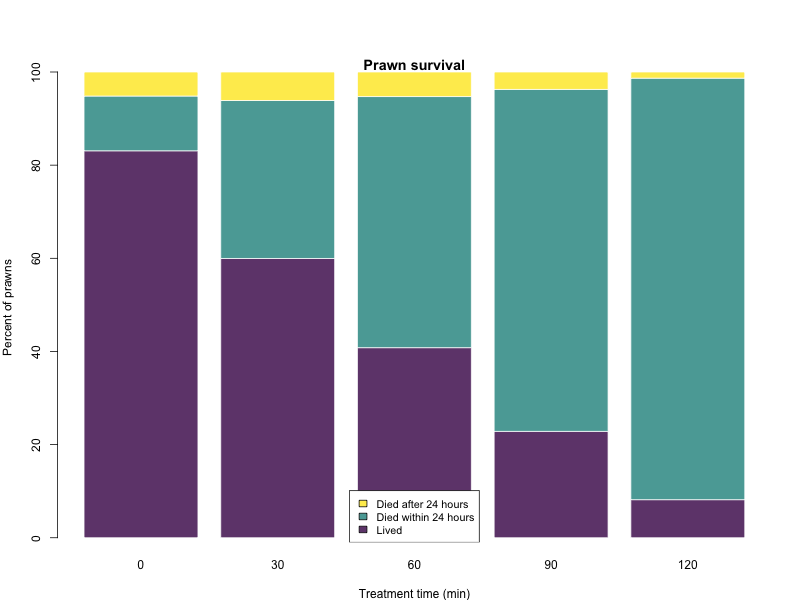 Prawn survival
Percent of prawns
100
80
60
40
20
0
Died after 24 hours
Died within 24 hours
Lived
0 30 60 90 120
Treatment time (min)